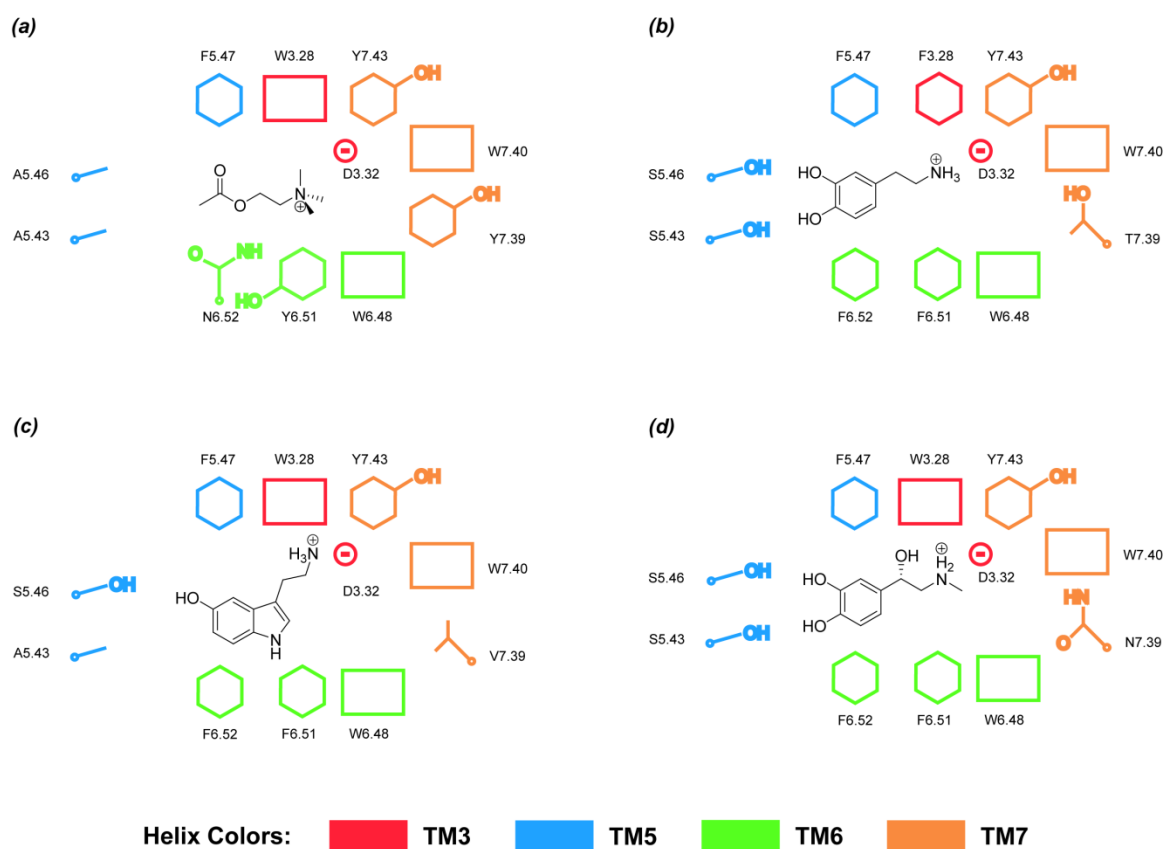 (a)
F5.47 W3.28 Y7.43
OH
W7.40
A5.46
D3.32
O
N
⊕
O
OH
A5.43
Y7.39
O NH
HO
N6.52 Y6.51 W6.48
(b)
F5.47 F3.28 Y7.43
OH
W7.40
S5.46 OH
HO
⊕
NH3
D3.32
HO
HO
S5.43 OH
T7.39
F6.52 F6.51 W6.48
(c)
F5.47 W3.28 Y7.43
OH
⊕
H3N
W7.40
S5.46 OH
D3.32
HO
A5.43
N
H
V7.39
F6.52 F6.51 W6.48
(d)
F5.47 W3.28 Y7.43
OH
OH
⊕
H2
N
W7.40
S5.46 OH
D3.32
HO
HO
HN
S5.43 OH
O
N7.39
F6.52 F6.51 W6.48
Helix Colors: TM3 TM5 TM6 TM7